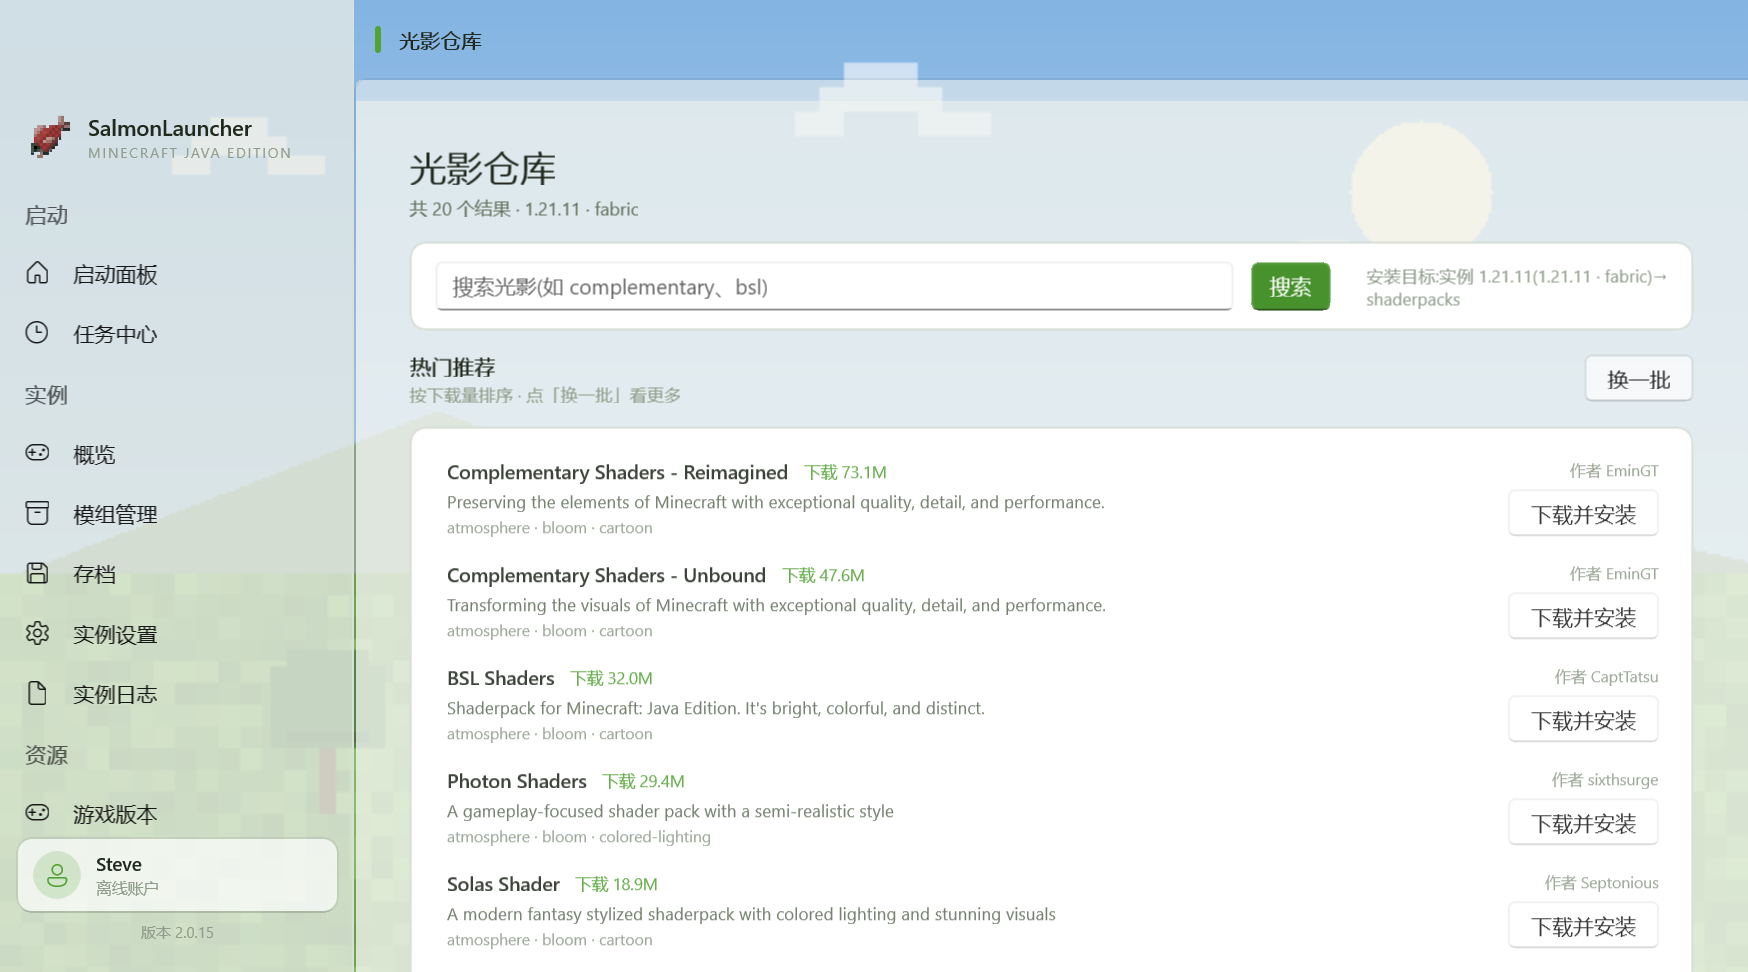 光影仓库
SalmonLauncher
MINECRAFT JAVA EDITION
启动
启动面板
任务中心
实例
概览
模组管理
存档
实例设置
实例日志
资源
游戏版本
Steve
离线账户
版本 2.0.15
光影仓库
共 20 个结果 · 1.21.11 · fabric
搜索光影(如 complementary、bsl)
搜索
安装目标:实例 1.21.11(1.21.11 · fabric)→
shaderpacks
热门推荐
按下载量排序 · 点「换一批」看更多
换一批
Complementary Shaders - Reimagined 下载 73.1M
作者 EminGT
Preserving the elements of Minecraft with exceptional quality, detail, and performance.
atmosphere · bloom · cartoon
下载并安装
Complementary Shaders - Unbound 下载 47.6M
作者 EminGT
Transforming the visuals of Minecraft with exceptional quality, detail, and performance.
atmosphere · bloom · cartoon
下载并安装
BSL Shaders 下载 32.0M
作者 CaptTatsu
Shaderpack for Minecraft: Java Edition. It's bright, colorful, and distinct.
atmosphere · bloom · cartoon
下载并安装
Photon Shaders 下载 29.4M
作者 sixthsurge
A gameplay-focused shader pack with a semi-realistic style
atmosphere · bloom · colored-lighting
下载并安装
Solas Shader 下载 18.9M
作者 Septonious
A modern fantasy stylized shaderpack with colored lighting and stunning visuals
atmosphere · bloom · cartoon
下载并安装